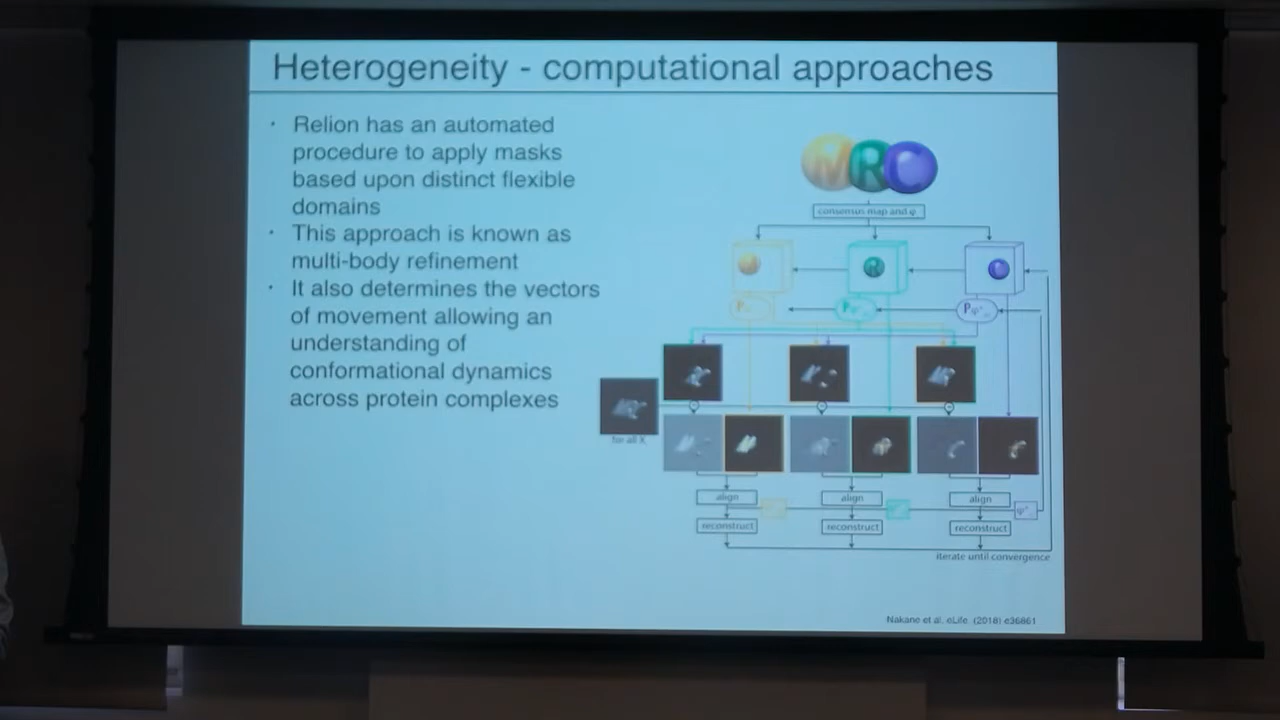 Heterogeneity - computational approaches
· Relion has an automated
procedure to apply masks
based upon distinct flexible
domains
· This approach is known as
multi-body refinement
· It also determines the vectors
of movement allowing an
understanding of
conformational dynamics
across protein complexes
M R C
consensus map and φ
R
for all X
align align align
reconstruct reconstruct reconstruct
iterate until convergence
Nakane et al. eLife. (2018) e36861